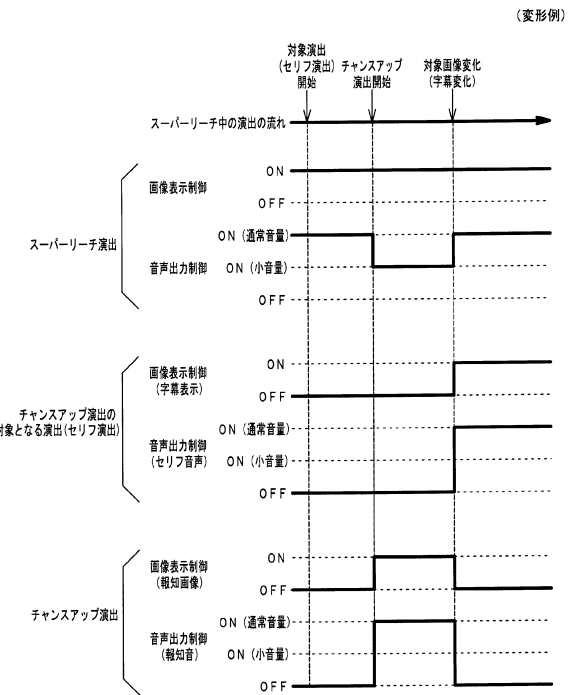 (変形例)
対象演出
(セリフ演出)
開始
チャンスアップ
演出開始
対象画像変化
(字幕変化)
スーパーリーチ中の演出の流れ
スーパーリーチ演出
画像表示制御
ON
OFF
音声出力制御
ON(通常音量)
ON(小音量)
OFF
チャンスアップ演出の
対象となる演出(セリフ演出)
画像表示制御
(字幕表示)
ON
OFF
音声出力制御
(セリフ音声)
ON(通常音量)
ON(小音量)
OFF
チャンスアップ演出
画像表示制御
(報知画像)
ON
OFF
音声出力制御
(報知音)
ON(通常音量)
ON(小音量)
OFF